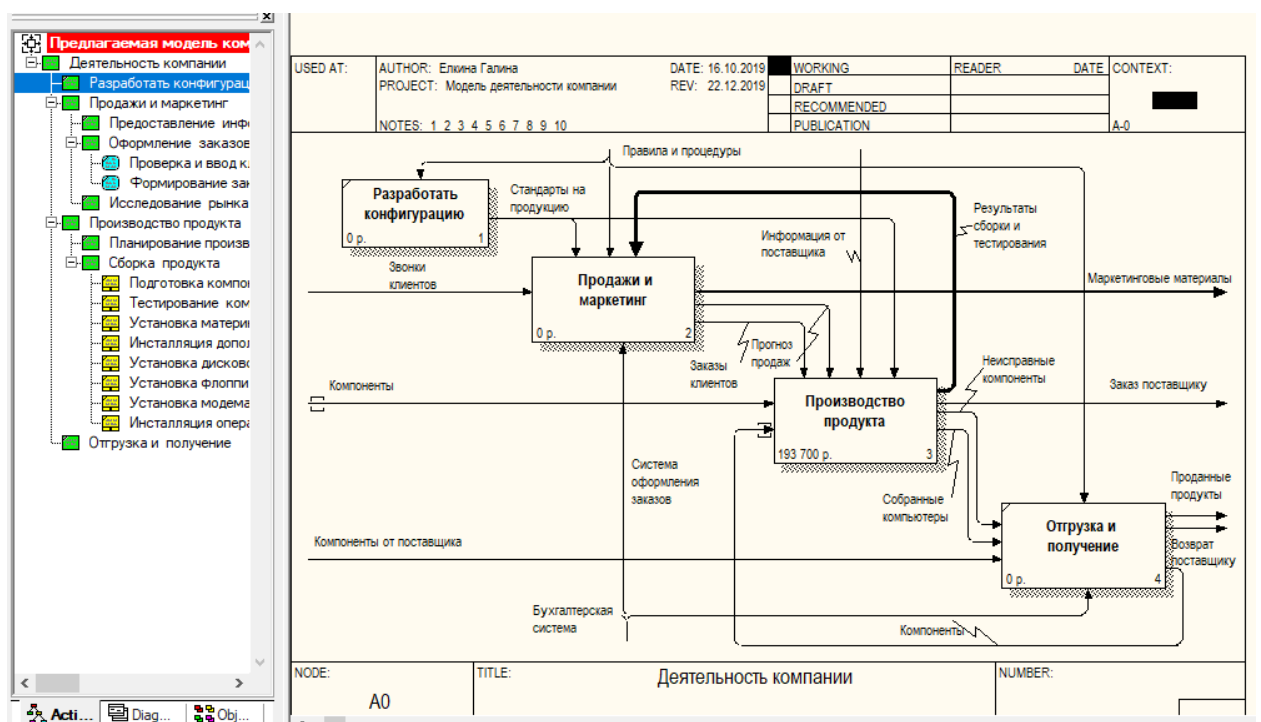 Предлагаемая модель ком
Деятельность компании
Разработать конфигурац
Продажи и маркетинг
Предоставление инф
Оформление заказов
Проверка и ввод к
Формирование за
Исследование рынка
Производство продукта
Планирование произв
Сборка продукта
Подготовка компо
Тестирование ком
Установка матери
Инсталляция допо
Установка дисков
Установка флоппи
Установка модема
Инсталляция опера
Отгрузка и получение
Acti...
Diag...
Obj...
USED AT:
AUTHOR: Елкина Галина
DATE: 16.10.2019
PROJECT: Модель деятельности компании
REV: 22.12.2019
NOTES: 1 2 3 4 5 6 7 8 9 10
WORKING
DRAFT
RECOMMENDED
PUBLICATION
READER
DATE
CONTEXT:
A-0
Правила и процедуры
Разработать
конфигурацию
0 р.
1
Стандарты на
продукцию
Результаты
сборки и
тестирования
Информация от
поставщика
Звонки
клиентов
Продажи и
маркетинг
0 р.
2
Маркетинговые материалы
Прогноз
продаж
Заказы
клиентов
Неисправные
компоненты
Компоненты
Заказ поставщику
Производство
продукта
193 700 р.
3
Система
оформления
заказов
Собранные
компьютеры
Проданные
продукты
Отгрузка и
получение
0 р.
4
Возврат
поставщику
Компоненты от поставщика
Бухгалтерская
система
Компоненты
NODE:
A0
TITLE:
Деятельность компании
NUMBER: